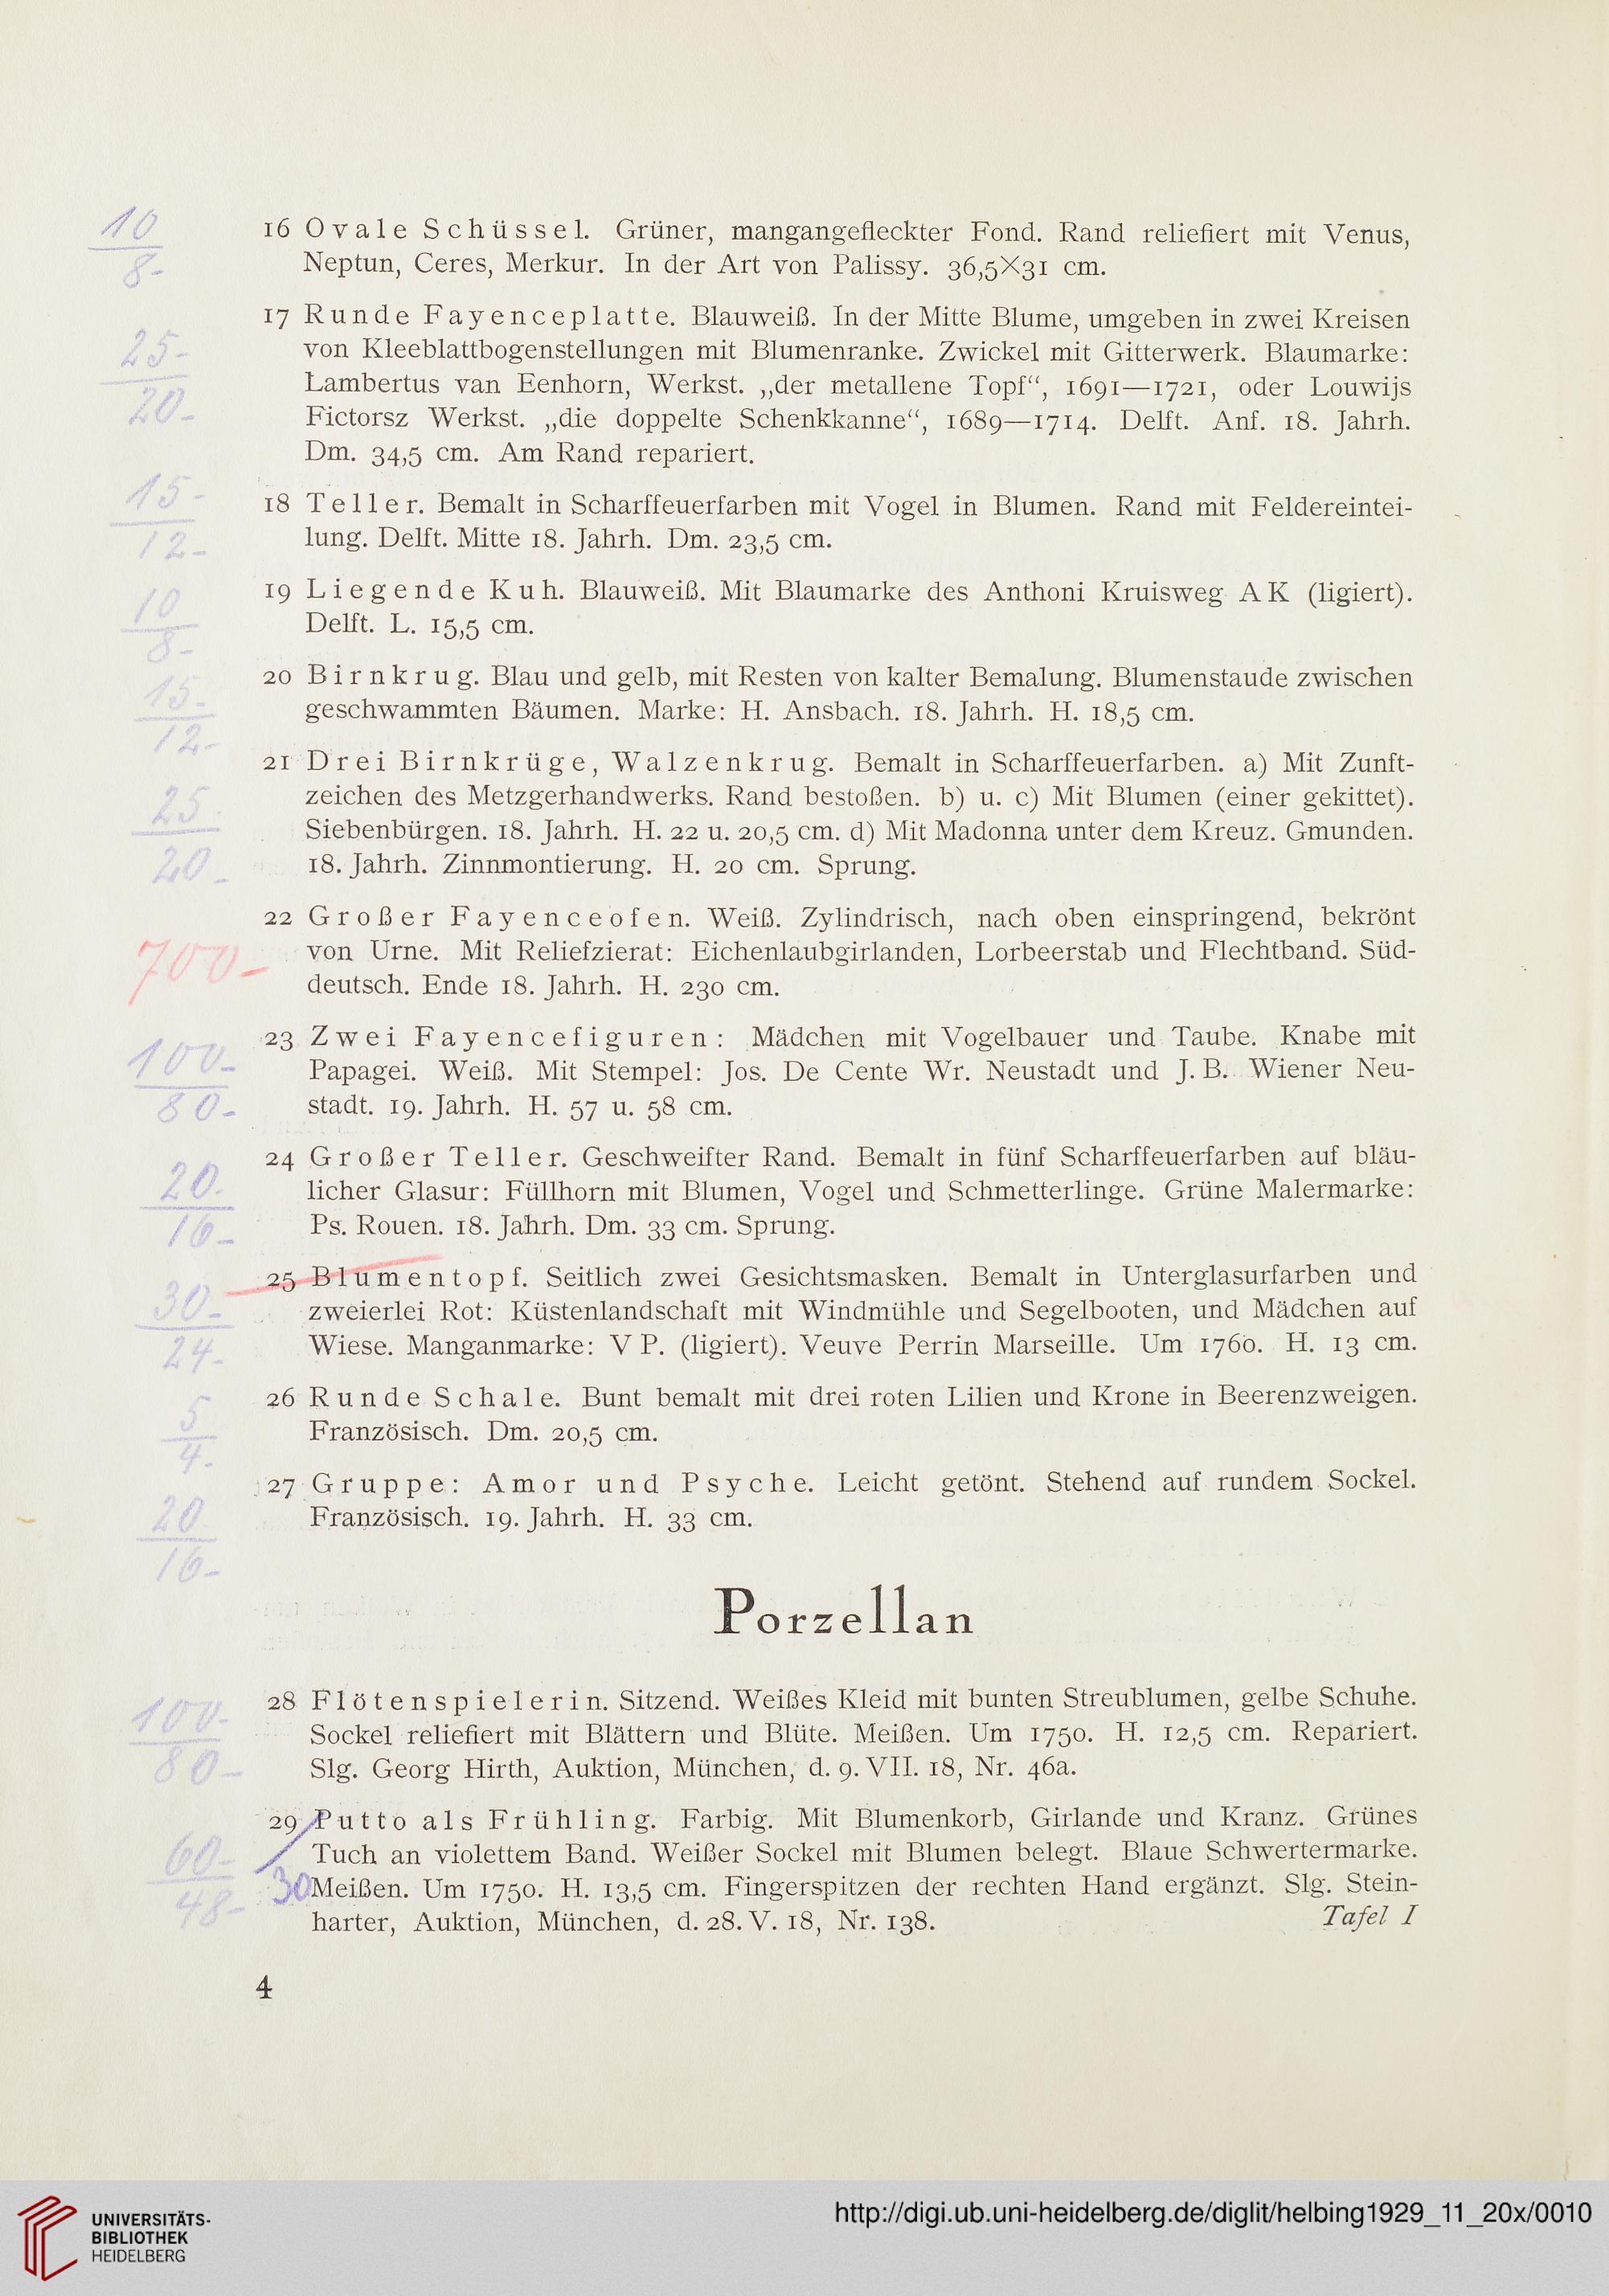 10
8-
16 Ovale Schüssel. Grüner, mangangefleckter Fond. Rand reliefiert mit Venus,
Neptun, Ceres, Merkur. In der Art von Palissy. 36,5×31 cm.
25-
20-
17 Runde Fayenceplatte. Blauweiß. In der Mitte Blume, umgeben in zwei Kreisen
von Kleeblattbogenstellungen mit Blumenranke. Zwickel mit Gitterwerk. Blaumarke:
Lambertus van Eenhorn, Werkst. „der metallene Topf“, 1691—1721, oder Louwijs
Fictorsz Werkst. „die doppelte Schenkkanne“, 1689—1714. Delft. Anf. 18. Jahrh.
Dm. 34,5 cm. Am Rand repariert.
15-
12-
18 Teller. Bemalt in Scharffeuerfarben mit Vogel in Blumen. Rand mit Feldereintei-
lung. Delft. Mitte 18. Jahrh. Dm. 23,5 cm.
10
8-
19 Liegende Kuh. Blauweiß. Mit Blaumarke des Anthoni Kruisweg AK (ligiert).
Delft. L. 15,5 cm.
15-
12-
20 Birnkrug. Blau und gelb, mit Resten von kalter Bemalung. Blumenstaude zwischen
geschwammten Bäumen. Marke: H. Ansbach. 18. Jahrh. H. 18,5 cm.
25-
20-
21 Drei Birnkrüge, Walzenkrug. Bemalt in Scharffeuerfarben. a) Mit Zunft-
zeichen des Metzgerhandwerks. Rand bestoßen. b) u. c) Mit Blumen (einer gekittet).
Siebenbürgen. 18. Jahrh. H. 22 u. 20,5 cm. d) Mit Madonna unter dem Kreuz. Gmunden.
18. Jahrh. Zinnmontierung. H. 20 cm. Sprung.
700-
22 Großer Fayenceofen. Weiß. Zylindrisch, nach oben einspringend, bekrönt
von Urne. Mit Reliefzierat: Eichenlaubgirlanden, Lorbeerstab und Flechtband. Süd-
deutsch. Ende 18. Jahrh. H. 230 cm.
100-
80-
23 Zwei Fayencefiguren: Mädchen mit Vogelbauer und Taube. Knabe mit
Papagei. Weiß. Mit Stempel: Jos. De Cente Wr. Neustadt und J. B. Wiener Neu-
stadt. 19. Jahrh. H. 57 u. 58 cm.
20-
16-
24 Großer Teller. Geschweifter Rand. Bemalt in fünf Scharffeuerfarben auf bläu-
licher Glasur: Füllhorn mit Blumen, Vogel und Schmetterlinge. Grüne Malermarke:
Ps. Rouen. 18. Jahrh. Dm. 33 cm. Sprung.
30-
24-
25 Blumentopf. Seitlich zwei Gesichtsmasken. Bemalt in Unterglasurfarben und
zweierlei Rot: Küstenlandschaft mit Windmühle und Segelbooten, und Mädchen auf
Wiese. Manganmarke: V P. (ligiert). Veuve Perrin Marseille. Um 1760. H. 13 cm.
5
4-
26 Runde Schale. Bunt bemalt mit drei roten Lilien und Krone in Beerenzweigen.
Französisch. Dm. 20,5 cm.
20
16-
27 Gruppe: Amor und Psyche. Leicht getönt. Stehend auf rundem Sockel.
Französisch. 19. Jahrh. H. 33 cm.
Porzellan
100-
80-
28 Flötenspielerin. Sitzend. Weißes Kleid mit bunten Streublumen, gelbe Schuhe.
Sockel reliefiert mit Blättern und Blüte. Meißen. Um 1750. H. 12,5 cm. Repariert.
Slg. Georg Hirth, Auktion, München, d. 9. VII. 18, Nr. 46a.
60-
48-
30
29 Putto als Frühling. Farbig. Mit Blumenkorb, Girlande und Kranz. Grünes
Tuch an violettem Band. Weißer Sockel mit Blumen belegt. Blaue Schwertermarke.
Meißen. Um 1750. H. 13,5 cm. Fingerspitzen der rechten Hand ergänzt. Slg. Stein-
harter, Auktion, München, d. 28. V. 18, Nr. 138. Tafel I
4
UNIVERSITÄTS-
BIBLIOTHEK
HEIDELBERG
http://digi.ub.uni-heidelberg.de/diglit/helbing1929_11_20x/0010